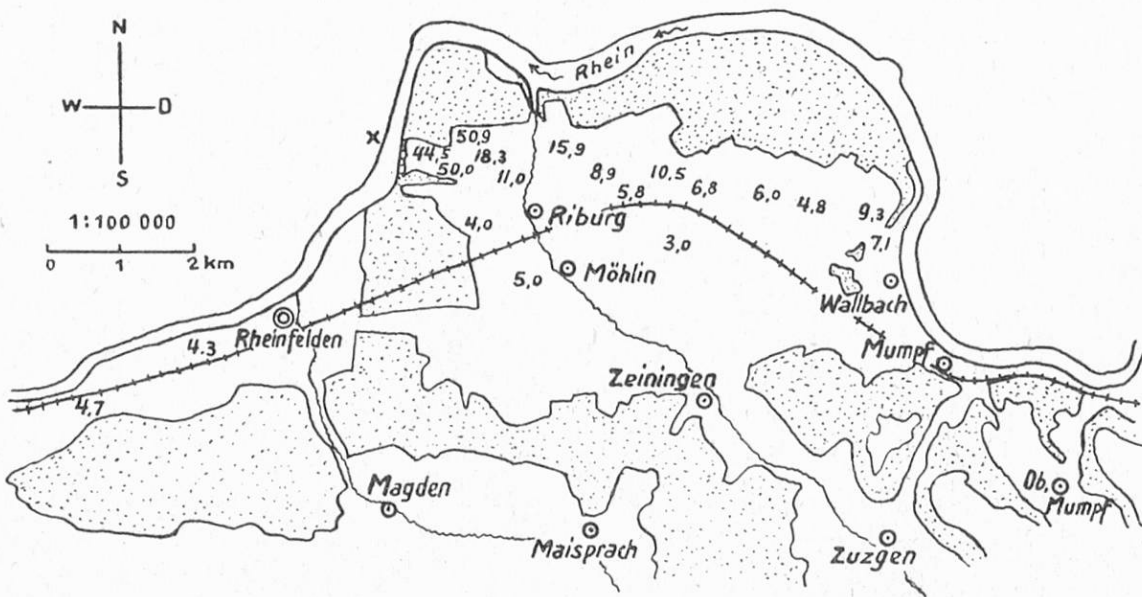 N
W O
S
1:100 000
0 1 2 km
Rhein
x
50,9
44,5
18,3
50,0
11,0
15,9
8,9
10,5
5,8
6,8
6,0
4,8
9,3
7,1
4,0
Riburg
3,0
5,0
Möhlin
Wallbach
Rheinfelden
4.3
Mumpf
Zeiningen
4,7
Magden
Ob.
Mumpf
Maisprach
Zuzgen